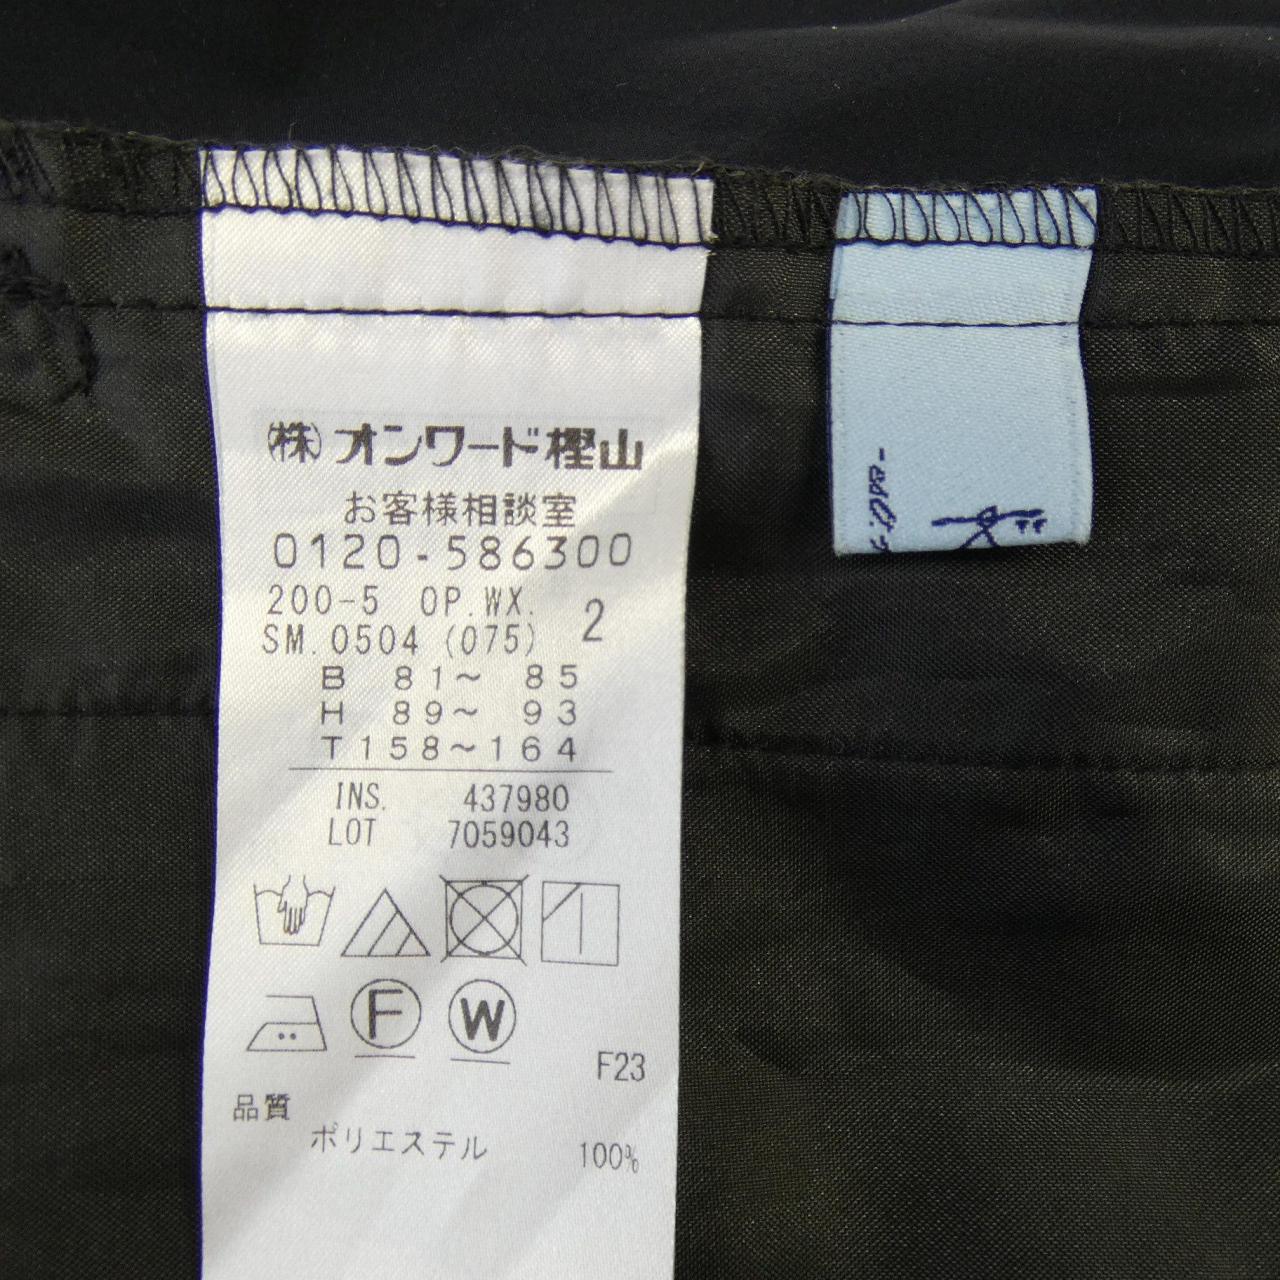 ㈱オンワード樫山
お客様相談室
0120-586300
200-5 OP.WX. 2
SM.0504 (075)
B 81～ 85
H 89～ 93
T158～164
INS. 437980
LOT 7059043
F
W
F23
品質
ポリエステル 100%